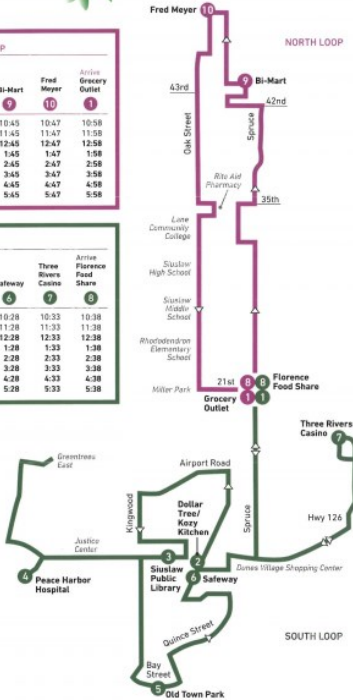 Fred Meyer 10
NORTH LOOP
P
Bi-Mart
Fred
Meyer
Arrive
Grocery
Outlet
9
10
1
10:45 10:47 10:58
11:45 11:47 11:58
12:45 12:47 12:58
1:45 1:47 1:58
2:45 2:47 2:58
3:45 3:47 3:58
4:45 4:47 4:58
5:45 5:47 5:58
9 Bi-Mart
43rd
42nd
Oak Street
Spruce
Rite Aid
Pharmacy
35th
Lane
Community
College
Siuslaw
High School
Siuslaw
Middle
School
Rhododendron
Elementary
School
Miller Park
21st
8 8 Florence
Food Share
Grocery
Outlet
1 1
afeway
Three
Rivers
Casino
Arrive
Florence
Food
Share
6
7
8
10:28 10:33 10:38
11:28 11:33 11:38
12:28 12:33 12:38
1:28 1:33 1:38
2:28 2:33 2:38
3:28 3:33 3:38
4:28 4:33 4:38
5:28 5:33 5:38
Three Rivers
Casino
7
Greentrees
East
Airport Road
Kingwood
Dollar
Tree/
Kozy
Kitchen
Spruce
Hwy 126
Justice
Center
3
2
Siuslaw
Public
Library
6 Safeway
Dunes Village Shopping Center
4 Peace Harbor
Hospital
Quince Street
SOUTH LOOP
Bay
Street
5 Old Town Park